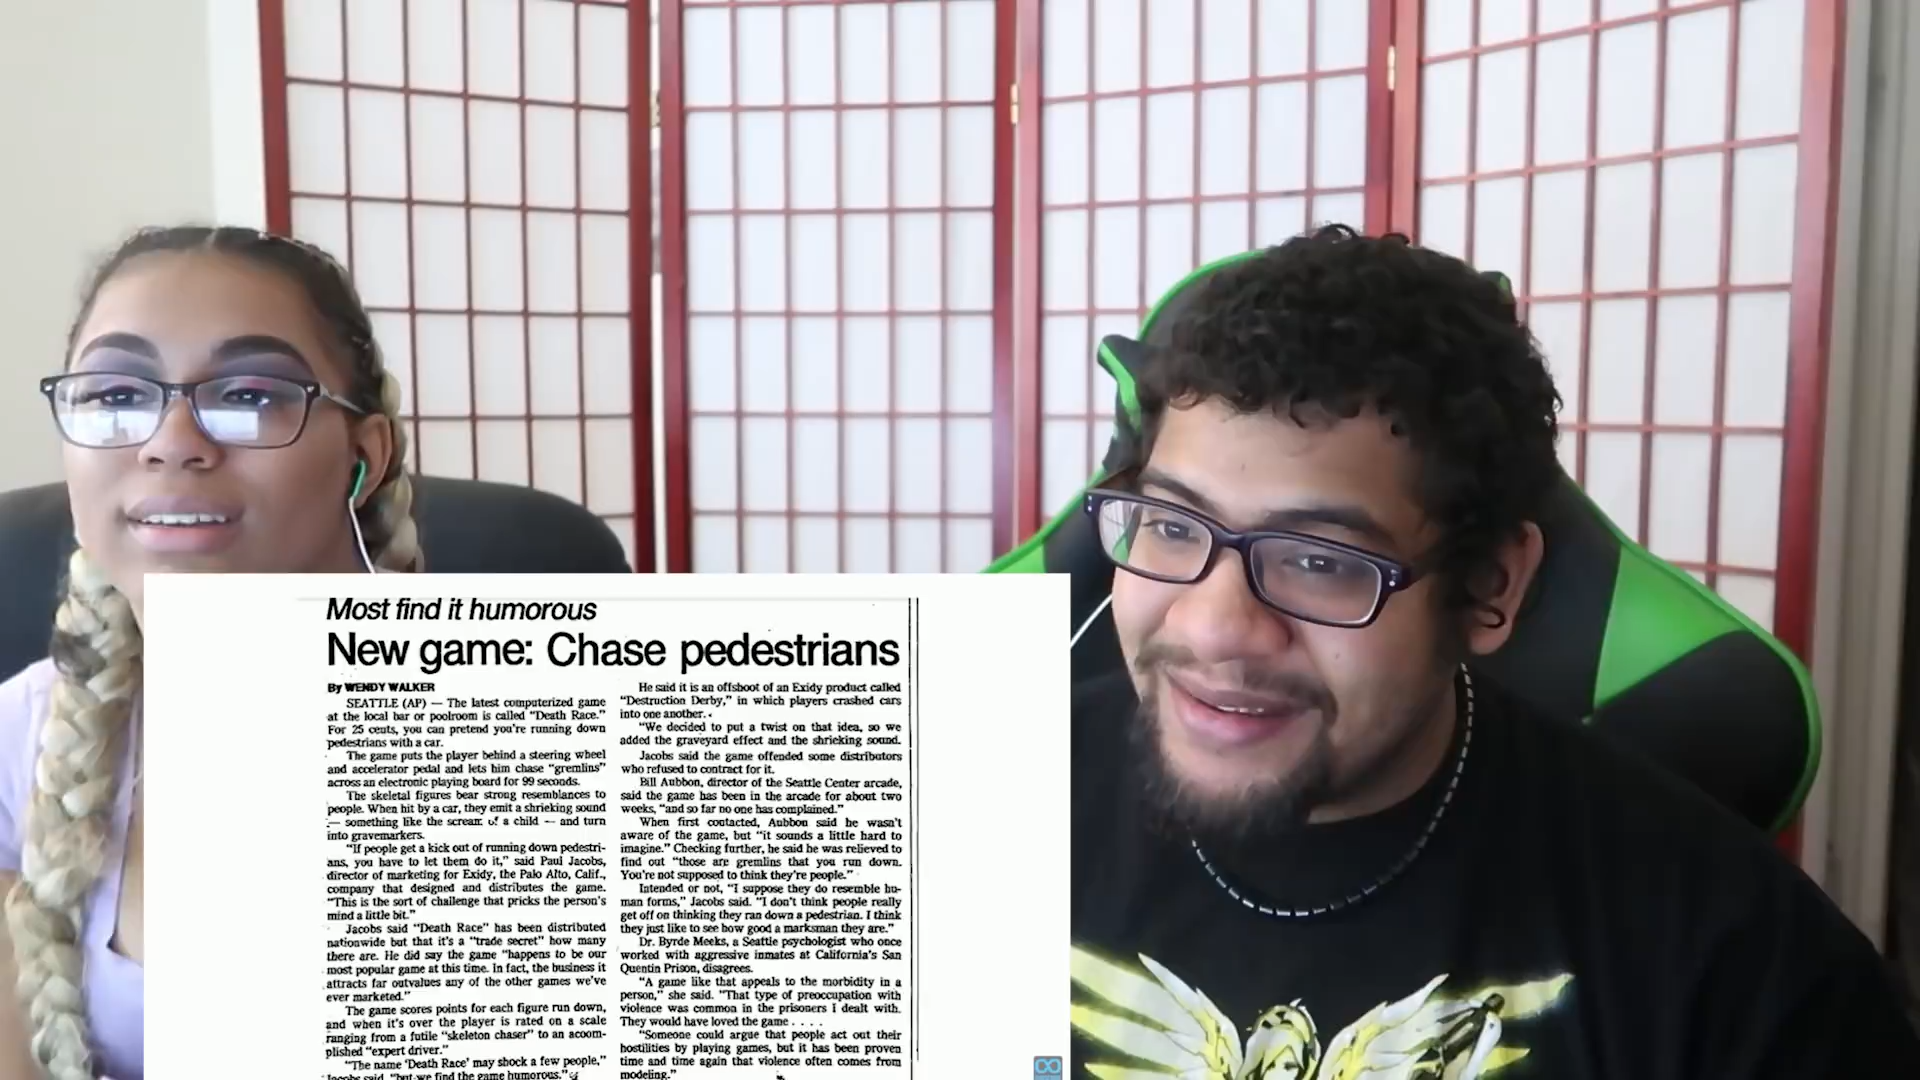 Most find it humorous
New game: Chase pedestrians
By WENDY WALKER
SEATTLE (AP) — The latest computerized game
at the local bar or poolroom is called "Death Race."
For 25 cents, you can pretend you're running down
pedestrians with a car.
The game puts the player behind a steering wheel
and accelerator pedal and lets him chase "gremlins"
across an electronic playing board for 99 seconds.
The skeletal figures bear strong resemblances to
people. When hit by a car, they emit a shrieking sound
— something like the scream of a child — and turn
into gravemarkers.
"If people get a kick out of running down pedestri-
ans, you have to let them do it," said Paul Jacobs,
director of marketing for Exidy, the Palo Alto, Calif.,
company that designed and distributes the game.
"This is the sort of challenge that pricks the person's
mind a little bit."
Jacobs said "Death Race" has been distributed
nationwide but that it's a "trade secret" how many
there are. He did say the game "happens to be our
most popular game at this time. In fact, the business it
attracts far outvalues any of the other games we've
ever marketed."
The game scores points for each figure run down,
and when it's over the player is rated on a scale
ranging from a futile "skeleton chaser" to an accom-
plished "expert driver."
"The name 'Death Race' may shock a few people,"
Jacobs said, "but we find the game humorous."
He said it is an offshoot of an Exidy product called
"Destruction Derby," in which players crashed cars
into one another.
"We decided to put a twist on that idea, so we
added the graveyard effect and the shrieking sound.
Jacobs said the game offended some distributors
who refused to contract for it.
Bill Aubbon, director of the Seattle Center arcade,
said the game has been in the arcade for about two
weeks, "and so far no one has complained."
When first contacted, Aubbon said he wasn't
aware of the game, but "it sounds a little hard to
imagine." Checking further, he said he was relieved to
find out "those are gremlins that you run down.
You're not supposed to think they're people."
Intended or not, "I suppose they do resemble hu-
man forms," Jacobs said. "I don't think people really
get off on thinking they ran down a pedestrian. I think
they just like to see how good a marksman they are."
Dr. Byrde Meeks, a Seattle psychologist who once
worked with aggressive inmates at California's San
Quentin Prison, disagrees.
"A game like that appeals to the morbidity in a
person," she said. "That type of preoccupation with
violence was common in the prisoners I dealt with.
They would have loved the game . . . .
"Someone could argue that people act out their
hostilities by playing games, but it has been proven
time and time again that violence often comes from
modeling."